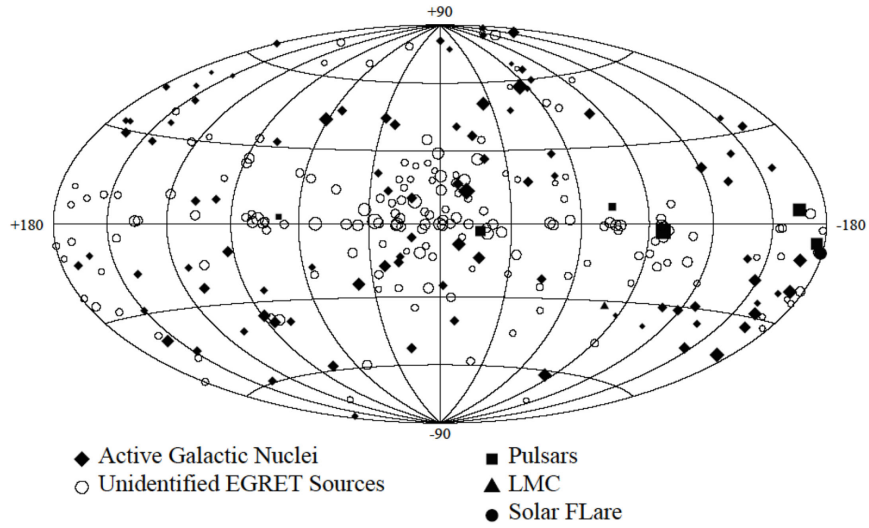 +90
+180
-180
-90
Active Galactic Nuclei
Unidentified EGRET Sources
Pulsars
LMC
Solar FLare